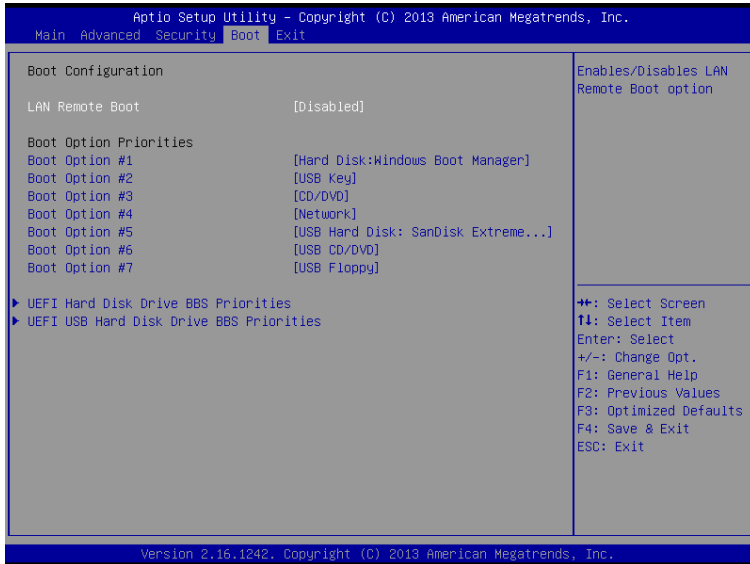 Aptio Setup Utility – Copyright (C) 2013 American Megatrends, Inc.
Main Advanced Security Boot Exit
Boot Configuration
LAN Remote Boot [Disabled]
Boot Option Priorities
Boot Option #1 [Hard Disk:Windows Boot Manager]
Boot Option #2 [USB Key]
Boot Option #3 [CD/DVD]
Boot Option #4 [Network]
Boot Option #5 [USB Hard Disk: SanDisk Extreme...]
Boot Option #6 [USB CD/DVD]
Boot Option #7 [USB Floppy]
▶ UEFI Hard Disk Drive BBS Priorities
▶ UEFI USB Hard Disk Drive BBS Priorities
Enables/Disables LAN
Remote Boot option
→←: Select Screen
↑↓: Select Item
Enter: Select
+/-: Change Opt.
F1: General Help
F2: Previous Values
F3: Optimized Defaults
F4: Save & Exit
ESC: Exit
Version 2.16.1242. Copyright (C) 2013 American Megatrends, Inc.